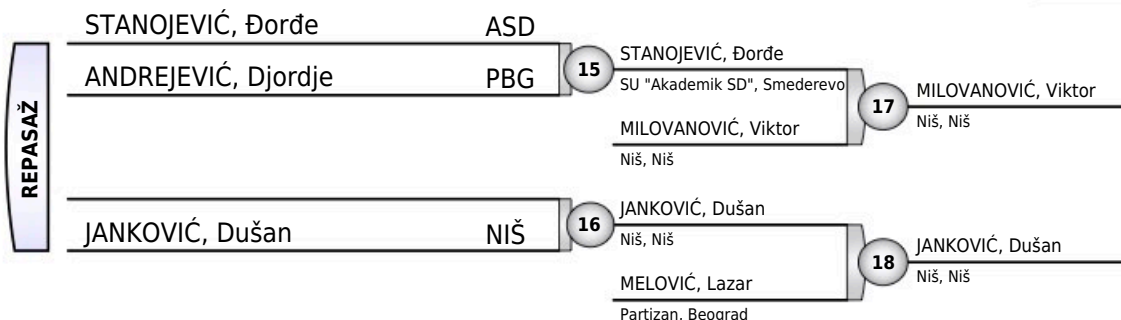 REPASAŽ
STANOJEVIĆ, Đorđe ASD
ANDREJEVIĆ, Djordje PBG
15
STANOJEVIĆ, Đorđe
SU "Akademik SD", Smederevo
MILOVANOVIĆ, Viktor
Niš, Niš
17
MILOVANOVIĆ, Viktor
Niš, Niš
JANKOVIĆ, Dušan NIŠ
16
JANKOVIĆ, Dušan
Niš, Niš
MELOVIĆ, Lazar
Partizan, Beograd
18
JANKOVIĆ, Dušan
Niš, Niš